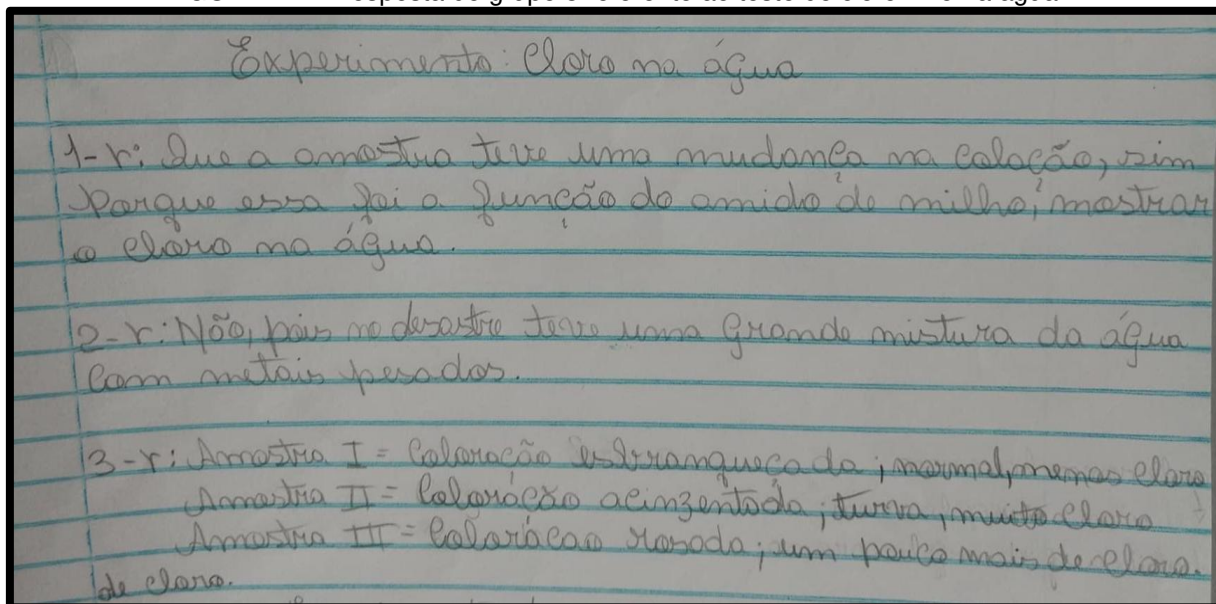 Experimento: Cloro na água
1-r: Que a amostra teve uma mudança na coloção, sim
porque essa foi a função do amido de milho, mostrar
o cloro na água.
2-r: Não, pois no desastre teve uma grande mistura da água
com metais pesados.
3-r: Amostra I = Coloração esbranqueçada; normal, menos cloro
Amostra II = Coloração acinzentada; turva, muito cloro
Amostra III = Coloração rosada; um pouco mais de cloro.
de cloro.